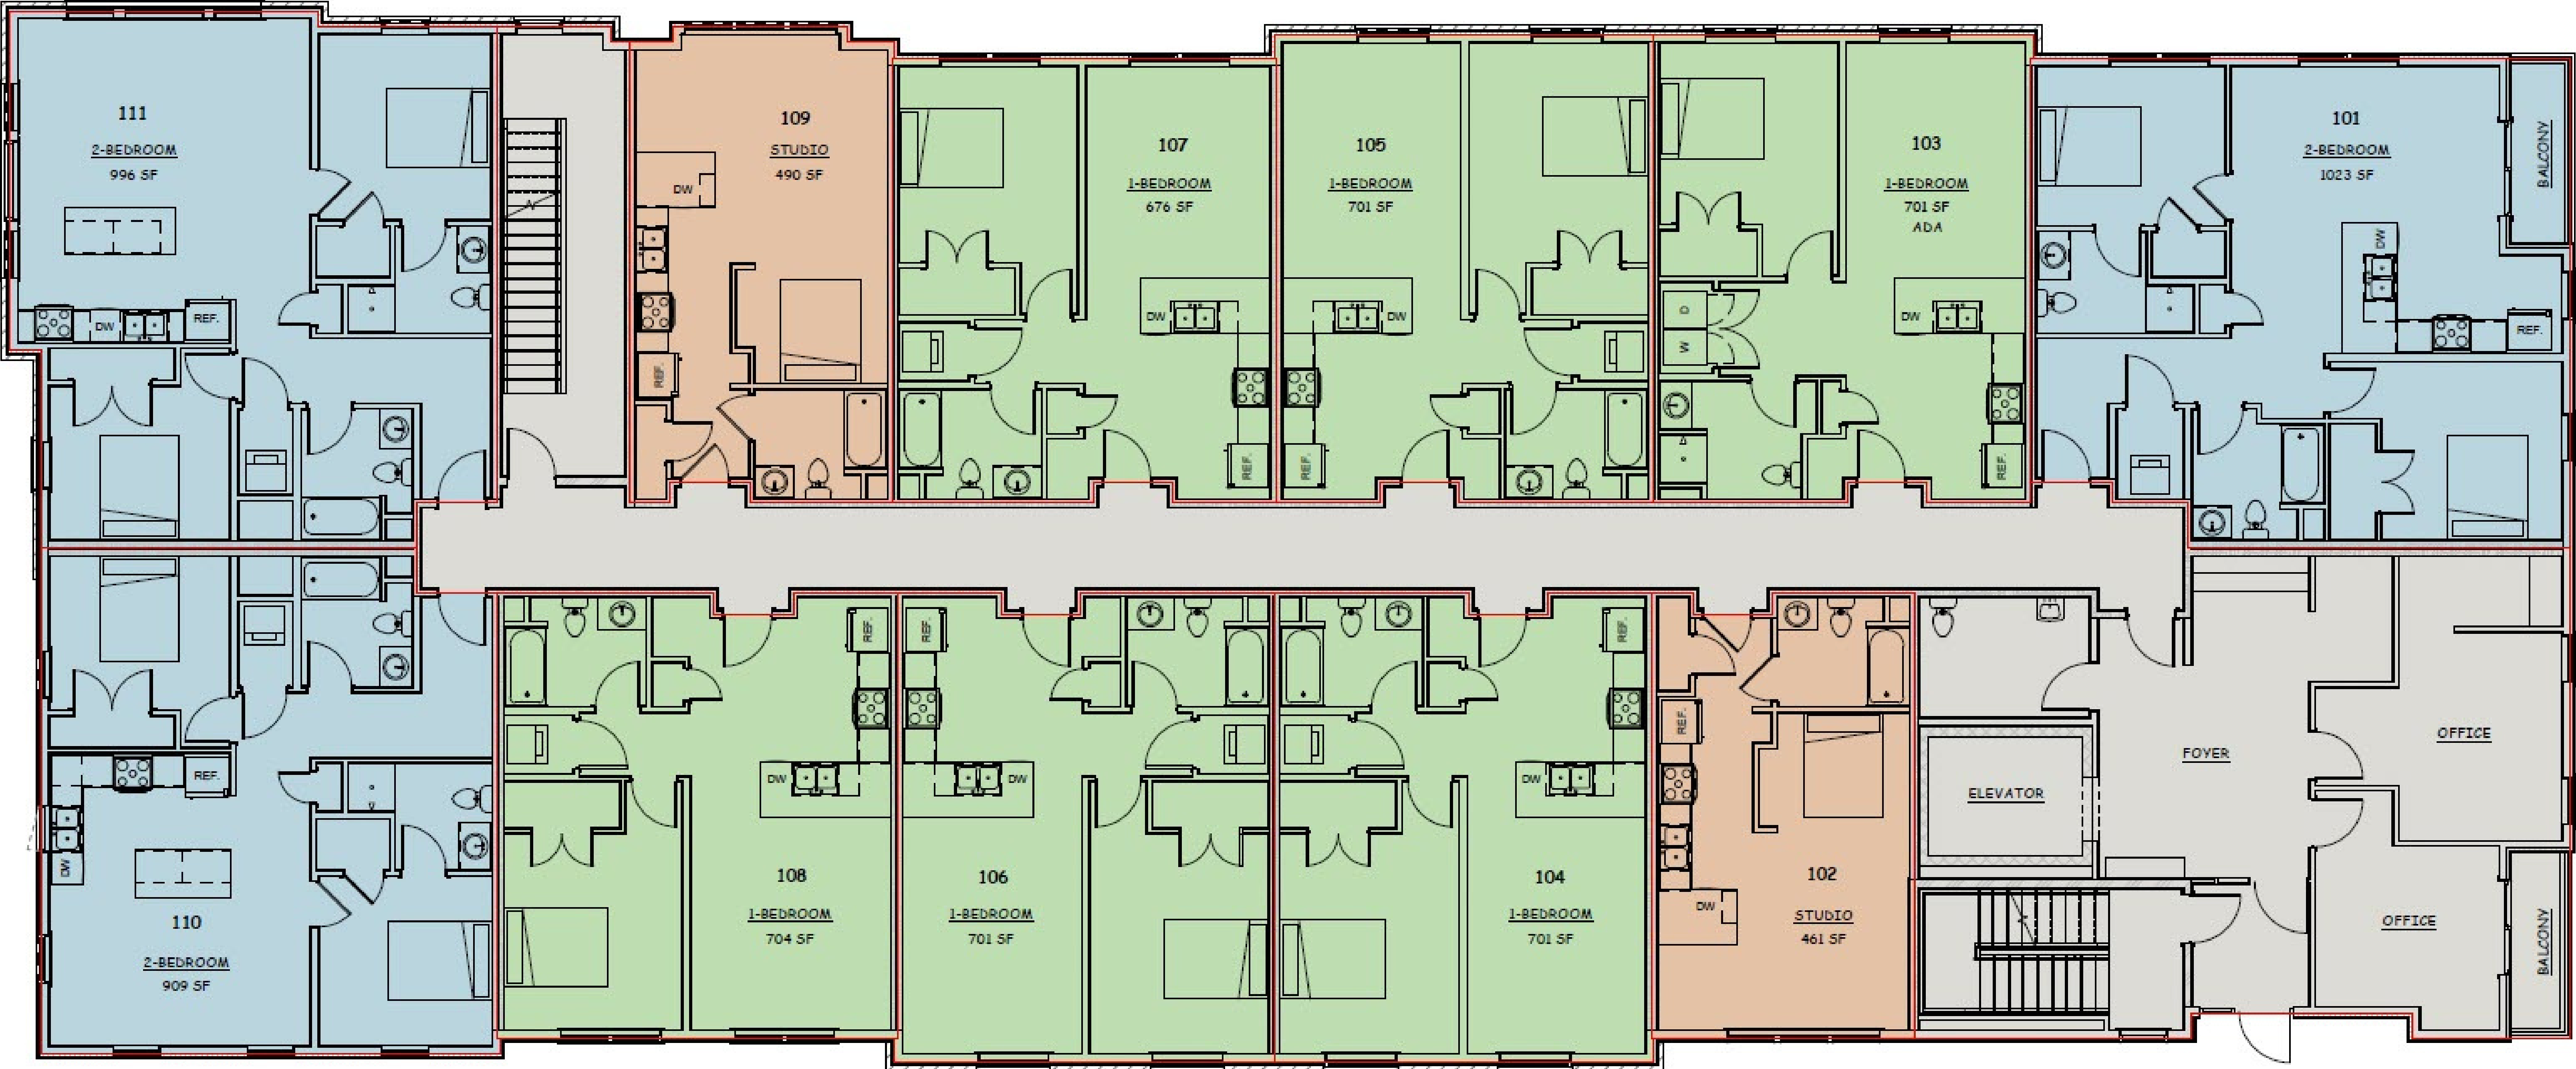 111
2-BEDROOM
996 SF
DW
REF.
109
STUDIO
490 SF
DW
REF.
107
1-BEDROOM
676 SF
DW
REF.
105
1-BEDROOM
701 SF
DW
REF.
103
1-BEDROOM
701 SF
ADA
D
W
DW
REF.
101
2-BEDROOM
1023 SF
DW
REF.
BALCONY
110
2-BEDROOM
909 SF
REF.
DW
108
1-BEDROOM
704 SF
REF.
DW
106
1-BEDROOM
701 SF
REF.
DW
104
1-BEDROOM
701 SF
REF.
DW
102
STUDIO
461 SF
REF.
DW
ELEVATOR
FOYER
OFFICE
OFFICE
BALCONY